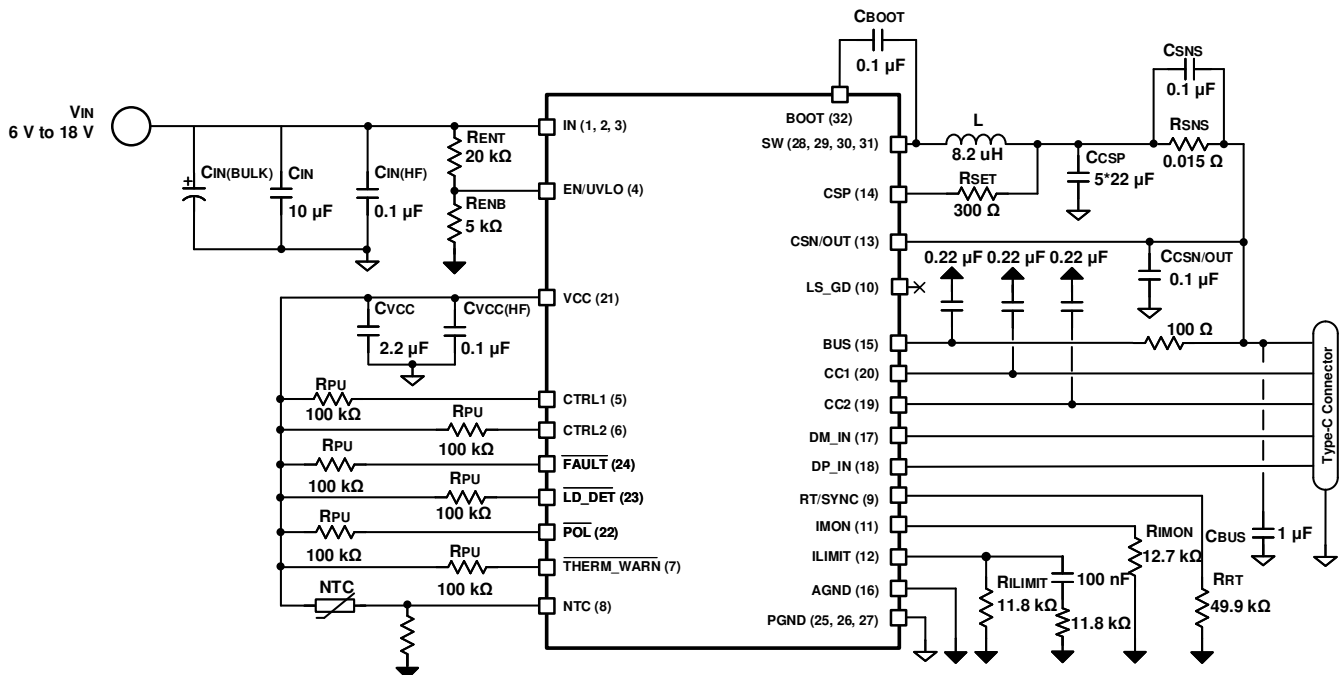 VIN
6 V to 18 V
CIN(BULK)
CIN
10 µF
CIN(HF)
0.1 µF
RENT
20 kΩ
RENB
5 kΩ
CVCC
2.2 µF
CVCC(HF)
0.1 µF
RPU
100 kΩ
RPU
100 kΩ
RPU
100 kΩ
RPU
100 kΩ
RPU
100 kΩ
RPU
100 kΩ
NTC
IN (1, 2, 3)
EN/UVLO (4)
VCC (21)
CTRL1 (5)
CTRL2 (6)
FAULT (24)
LD_DET (23)
POL (22)
THERM_WARN (7)
NTC (8)
BOOT (32)
SW (28, 29, 30, 31)
CSP (14)
CSN/OUT (13)
LS_GD (10)
BUS (15)
CC1 (20)
CC2 (19)
DM_IN (17)
DP_IN (18)
RT/SYNC (9)
IMON (11)
ILIMIT (12)
AGND (16)
PGND (25, 26, 27)
CBOOT
0.1 µF
L
8.2 uH
RSET
300 Ω
CCSP
5*22 µF
CSNS
0.1 µF
RSNS
0.015 Ω
CCSN/OUT
0.1 µF
0.22 µF 0.22 µF 0.22 µF
100 Ω
RILIMIT
11.8 kΩ
100 nF
11.8 kΩ
RIMON
12.7 kΩ
RRT
49.9 kΩ
CBUS
1 µF
Type-C Connector